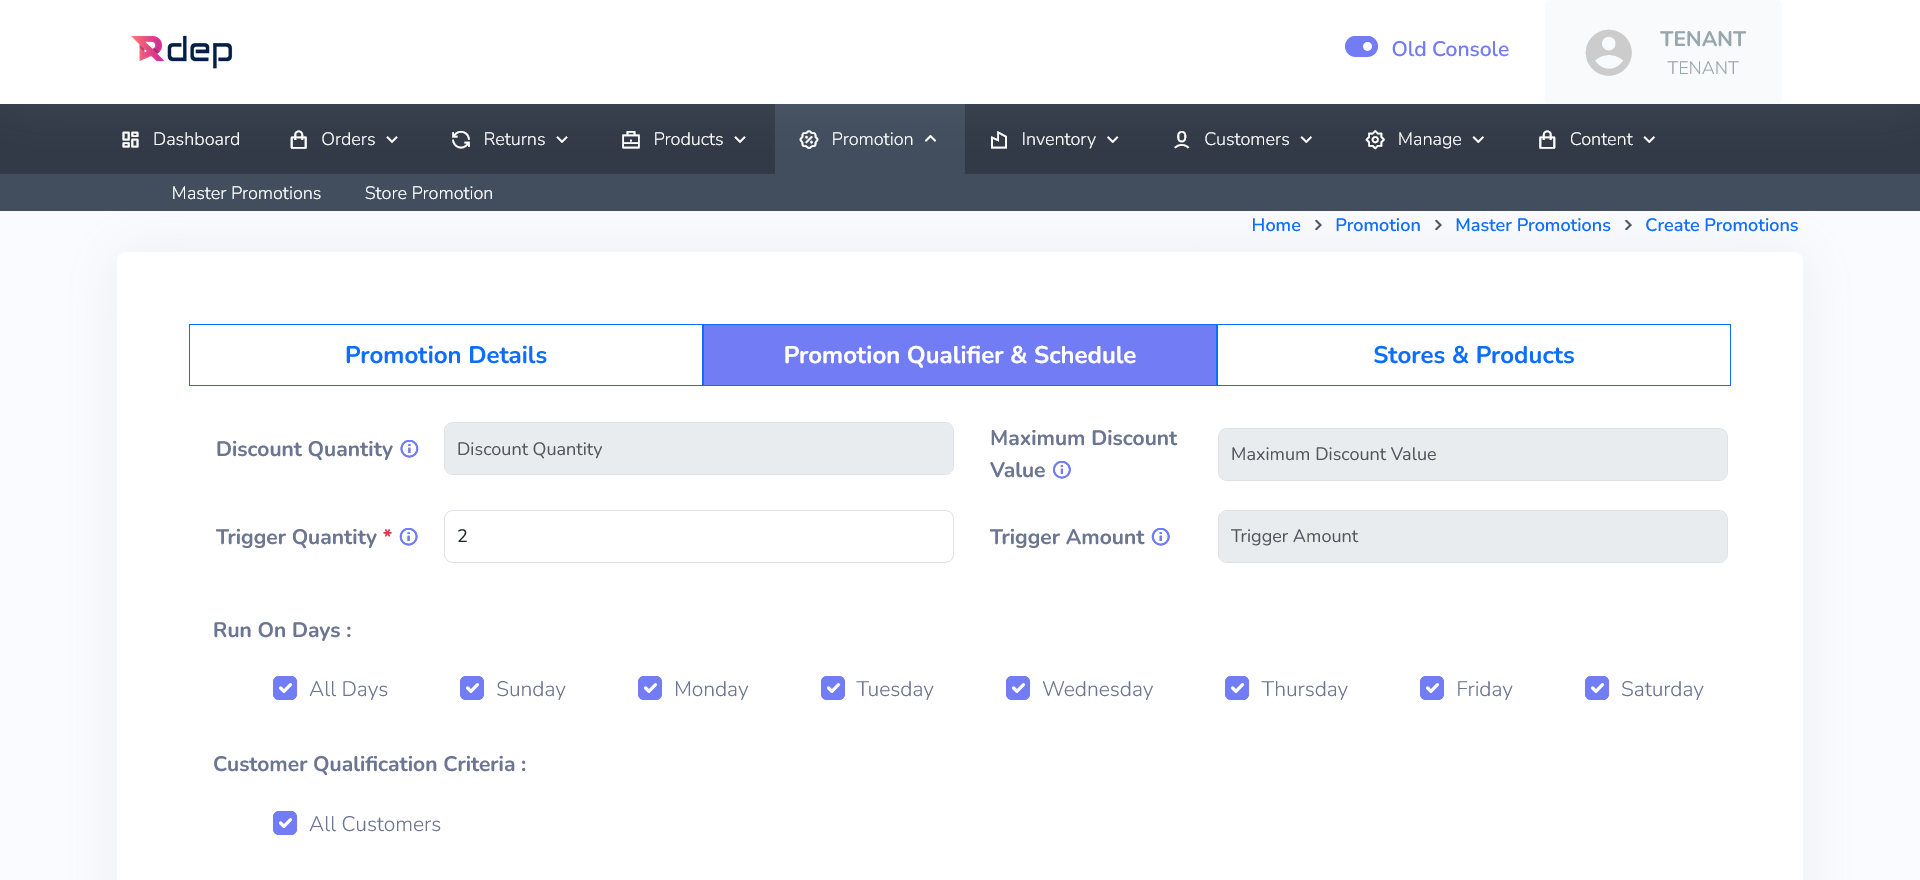 Rdep
Old Console
TENANT
TENANT
Dashboard Orders Returns Products Promotion Inventory Customers Manage Content
Master Promotions Store Promotion
Home > Promotion > Master Promotions > Create Promotions
Promotion Details Promotion Qualifier & Schedule Stores & Products
Discount Quantity Discount Quantity
Maximum Discount
Value Maximum Discount Value
Trigger Quantity * 2
Trigger Amount Trigger Amount
Run On Days :
All Days Sunday Monday Tuesday Wednesday Thursday Friday Saturday
Customer Qualification Criteria :
All Customers